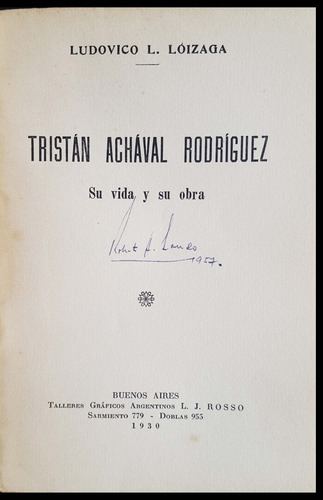 LUDOVICO L. LÓIZAGA
TRISTÁN ACHÁVAL RODRÍGUEZ
Su vida y su obra
1957.
BUENOS AIRES
TALLERES GRÁFICOS ARGENTINOS L. J. ROSSO
SARMIENTO 779 - DOBLAS 955
1930